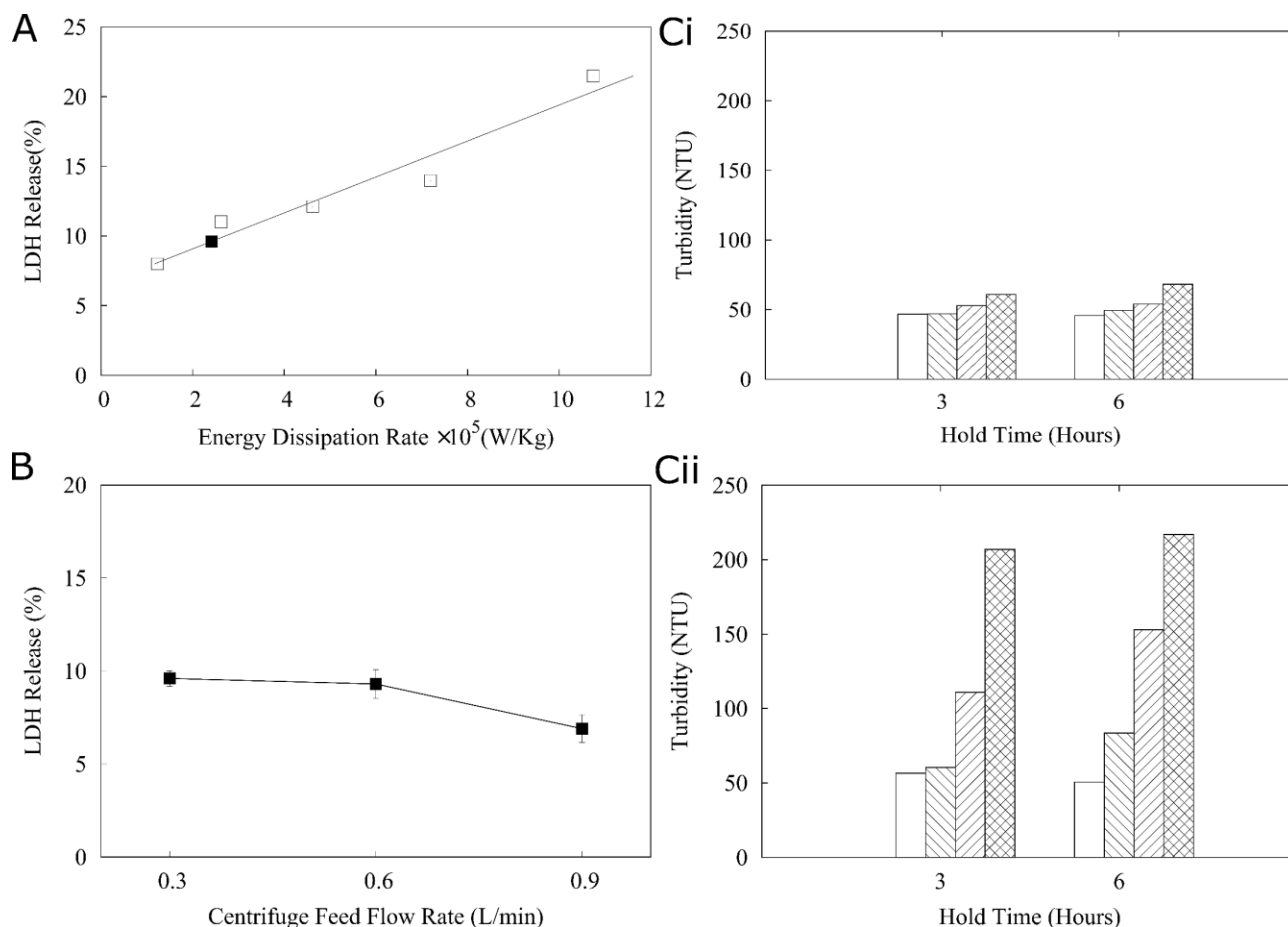 A
25
20
15
10
5
0
LDH Release(%)
0 2 4 6 8 10 12
Energy Dissipation Rate ×10⁵(W/Kg)
B
20
15
10
5
0
LDH Release (%)
0.3 0.6 0.9
Centrifuge Feed Flow Rate (L/min)
Ci
250
200
150
100
50
0
Turbidity (NTU)
3 6
Hold Time (Hours)
Cii
250
200
150
100
50
0
Turbidity (NTU)
3 6
Hold Time (Hours)